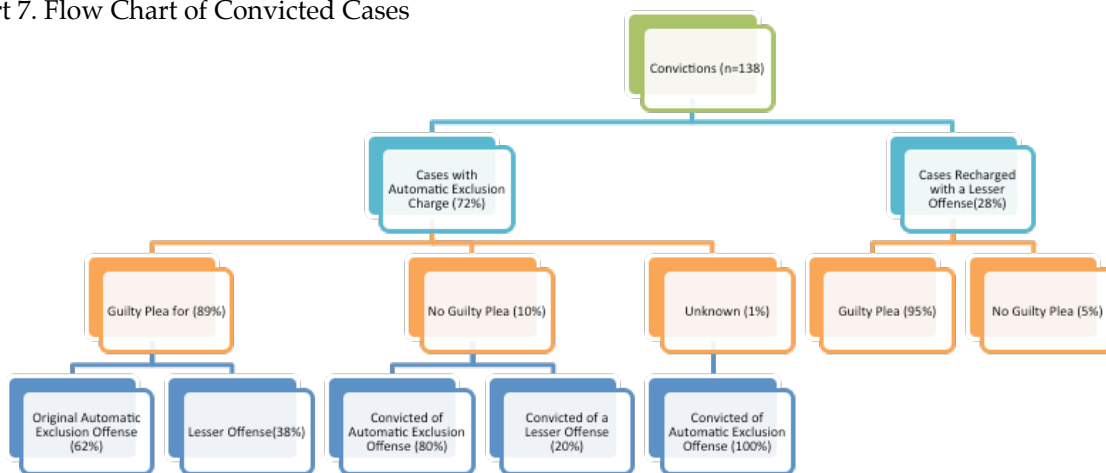 rt 7. Flow Chart of Convicted Cases
Convictions (n=138)
Cases with
Automatic Exclusion
Charge (72%)
Cases Recharged
with a Lesser
Offense(28%)
Guilty Plea for (89%)
No Guilty Plea (10%)
Unknown (1%)
Guilty Plea (95%)
No Guilty Plea (5%)
Original Automatic
Exclusion Offense
(62%)
Lesser Offense(38%)
Convicted of
Automatic Exclusion
Offense (80%)
Convicted of a
Lesser Offense
(20%)
Convicted of
Automatic Exclusion
Offense (100%)